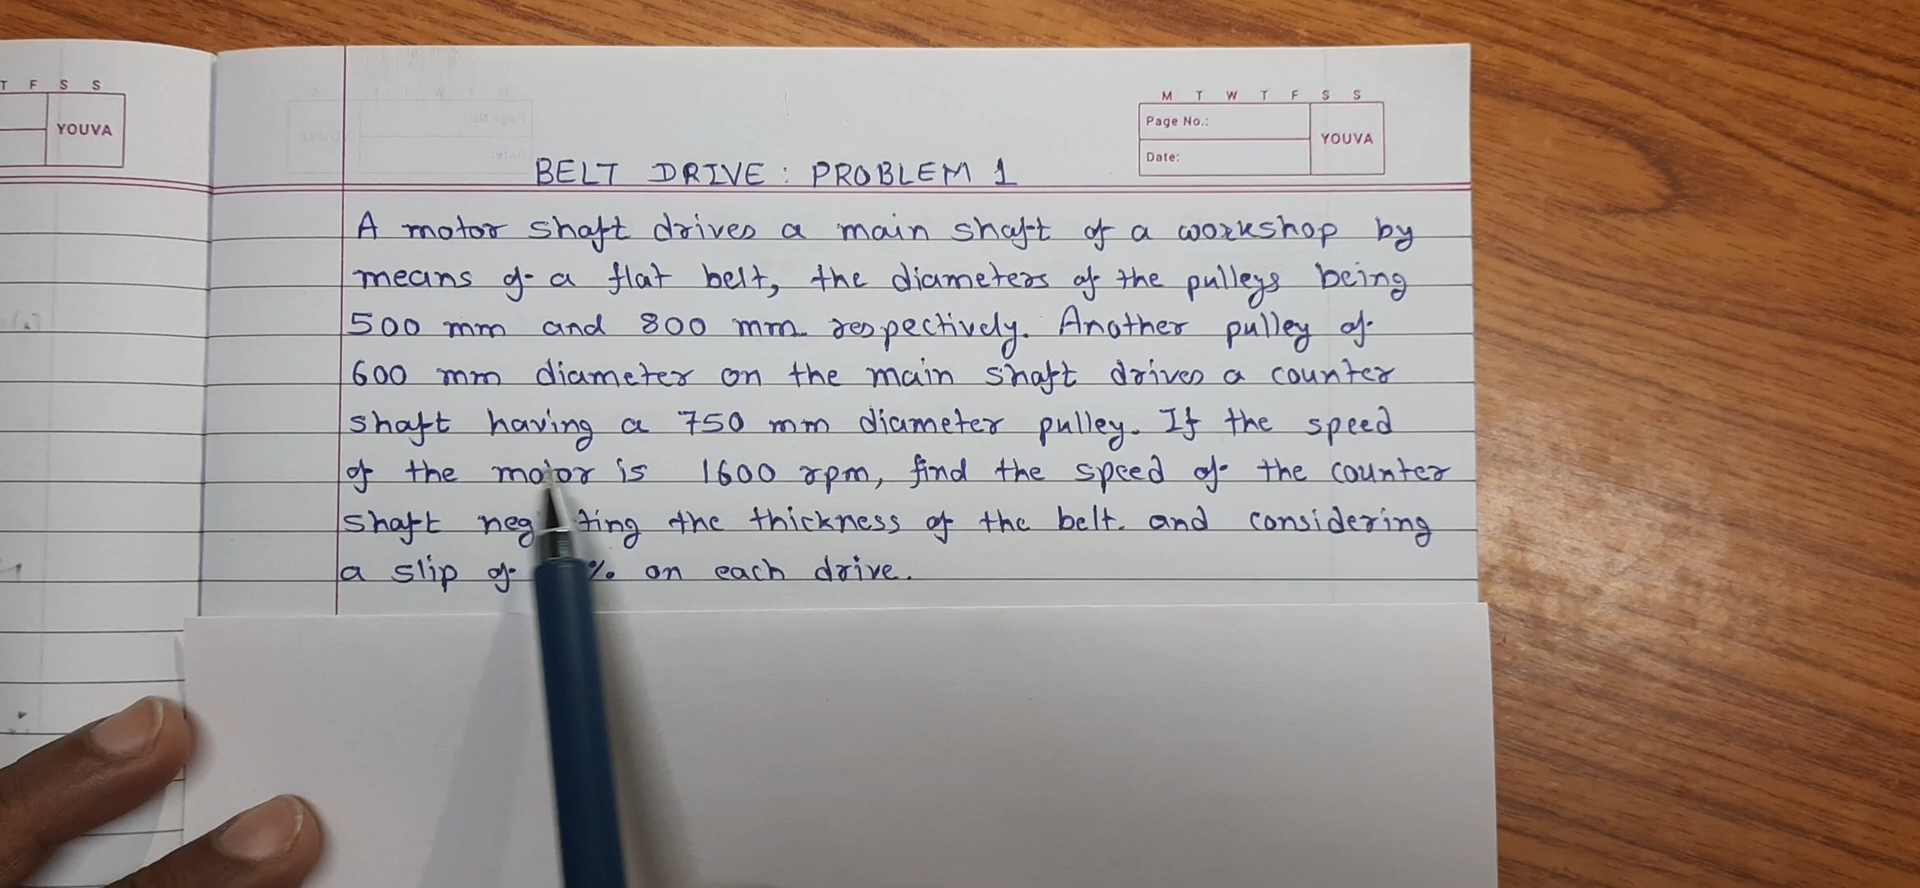 T F S S
YOUVA
M T W T F S S
Page No.:
YOUVA
Date:
BELT DRIVE : PROBLEM 1
A motor shaft drives a main shaft of a workshop by
means of a flat belt, the diameters of the pulleys being
500 mm and 800 mm respectively. Another pulley of
600 mm diameter on the main shaft drives a counter
shaft having a 750 mm diameter pulley. If the speed
of the motor is 1600 rpm, find the speed of the counter
shaft the thickness of the belt. and considering
a slip of % on each drive.